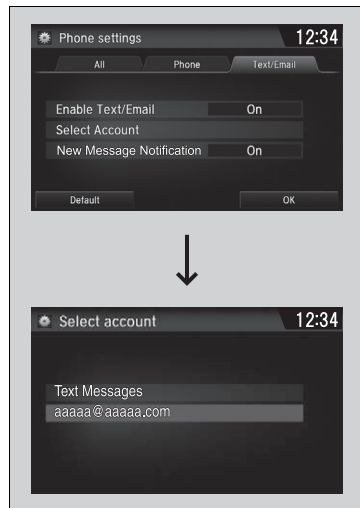 Phone settings 12:34
All Phone Text/Email
Enable Text/Email On
Select Account
New Message Notification On
Default OK
Select account 12:34
Text Messages
aaaaa@aaaaa.com